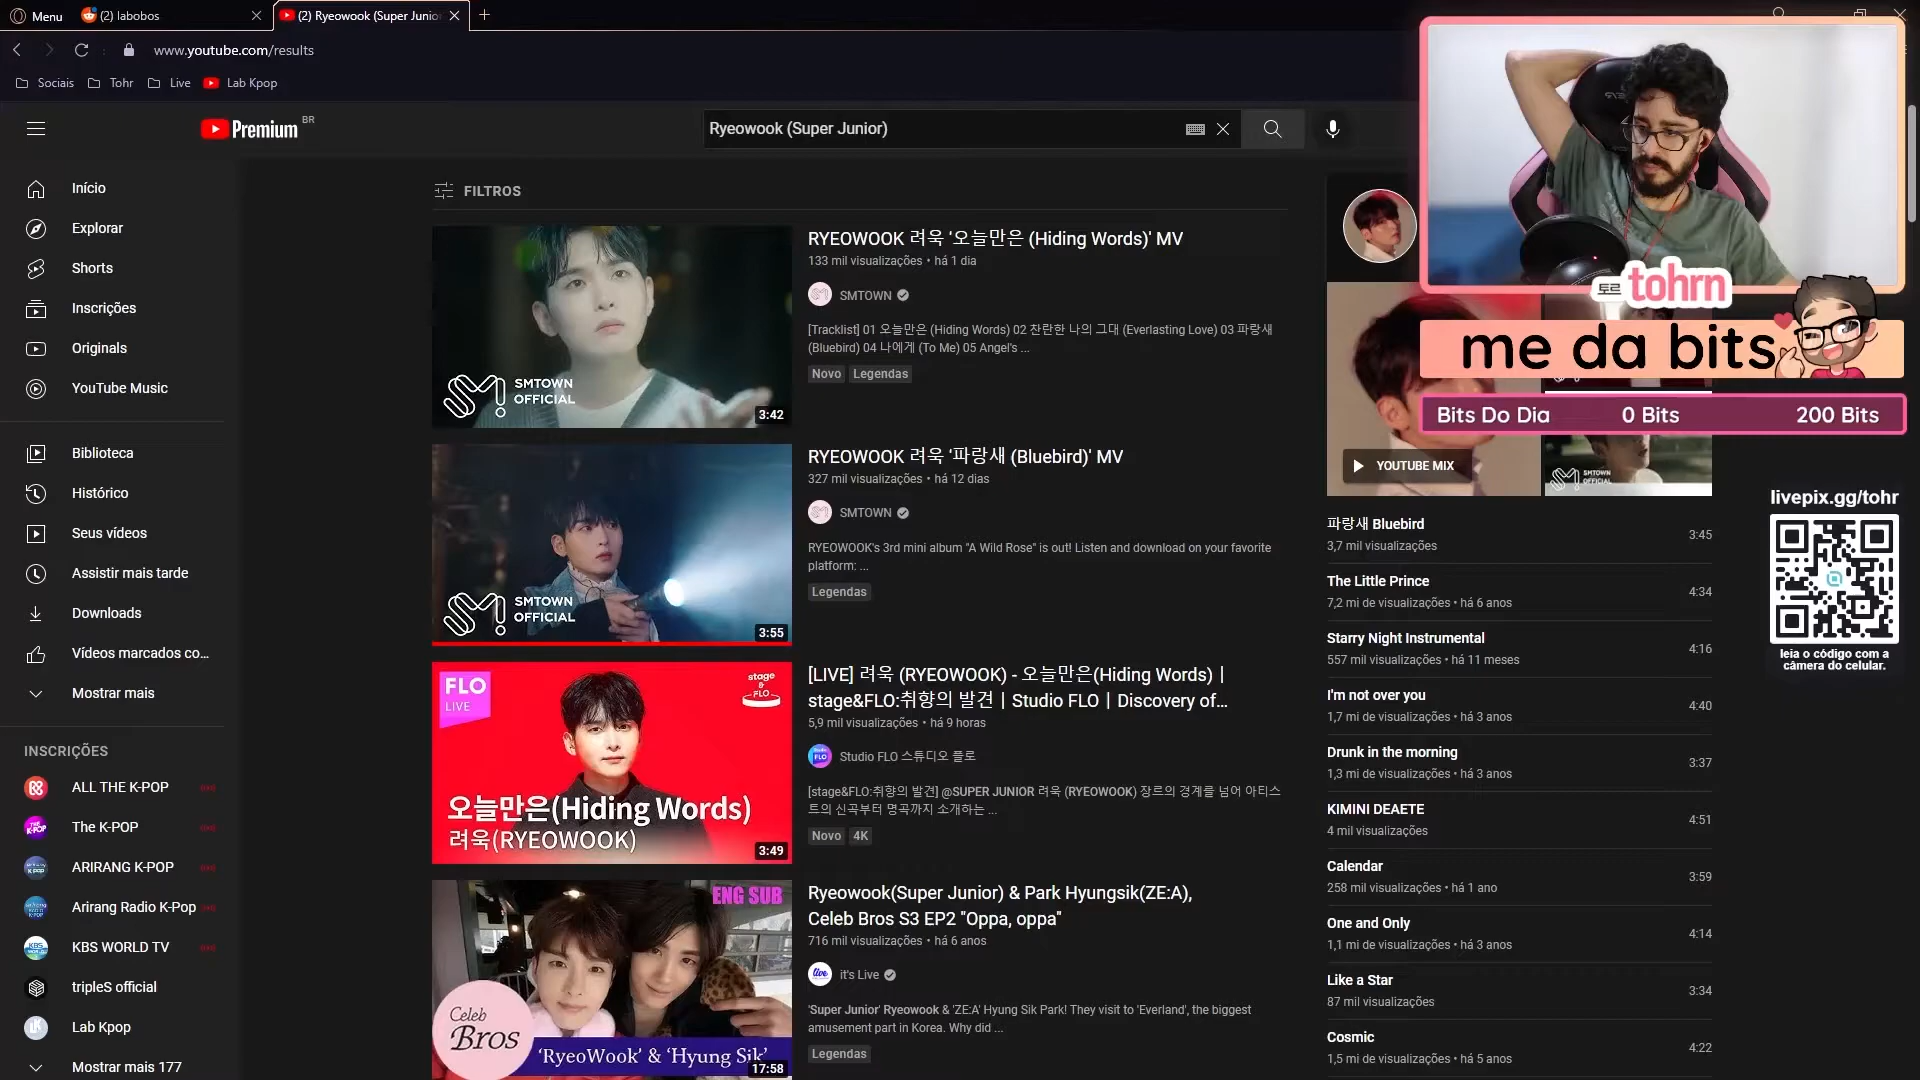 Menu
(2) labobos
(2) Ryeowook (Super Junio
www.youtube.com/results
Sociais
Tohr
Live
Lab Kpop
Premium BR
Ryeowook (Super Junior)
Início
Explorar
Shorts
Inscrições
Originals
YouTube Music
Biblioteca
Histórico
Seus vídeos
Assistir mais tarde
Downloads
Vídeos marcados co...
Mostrar mais
INSCRIÇÕES
ALL THE K-POP
The K-POP
ARIRANG K-POP
Arirang Radio K-Pop
KBS WORLD TV
tripleS official
Lab Kpop
Mostrar mais 177
FILTROS
SMTOWN
OFFICIAL
3:42
RYEOWOOK 려욱 '오늘만은 (Hiding Words)' MV
133 mil visualizações • há 1 dia
SMTOWN
[Tracklist] 01 오늘만은 (Hiding Words) 02 찬란한 나의 그대 (Everlasting Love) 03 파랑새
(Bluebird) 04 나에게 (To Me) 05 Angel's ...
Novo Legendas
SMTOWN
OFFICIAL
3:55
RYEOWOOK 려욱 '파랑새 (Bluebird)' MV
327 mil visualizações • há 12 dias
SMTOWN
RYEOWOOK's 3rd mini album "A Wild Rose" is out! Listen and download on your favorite
platform: ...
Legendas
FLO
LIVE
stage
&
FLO:
오늘만은(Hiding Words)
려욱(RYEOWOOK)
3:49
[LIVE] 려욱 (RYEOWOOK) - 오늘만은(Hiding Words)｜
stage&FLO:취향의 발견｜Studio FLO｜Discovery of...
5,9 mil visualizações • há 9 horas
Studio FLO 스튜디오 플로
[stage&FLO:취향의 발견] @SUPER JUNIOR 려욱 (RYEOWOOK) 장르의 경계를 넘어 아티스
트의 신곡부터 명곡까지 소개하는 ...
Novo 4K
ENG SUB
Celeb
Bros
'RyeoWook' & 'Hyung Sik'
17:58
Ryeowook(Super Junior) & Park Hyungsik(ZE:A),
Celeb Bros S3 EP2 "Oppa, oppa"
716 mil visualizações • há 6 anos
it's Live
'Super Junior' Ryeowook & 'ZE:A' Hyung Sik Park! They visit to 'Everland', the biggest
amusement part in Korea. Why did ...
Legendas
YOUTUBE MIX
SMTOWN
OFFICIAL
파랑새 Bluebird
3,7 mil visualizações
3:45
The Little Prince
7,2 mi de visualizações • há 6 anos
4:34
Starry Night Instrumental
557 mil visualizações • há 11 meses
4:16
I'm not over you
1,7 mi de visualizações • há 3 anos
4:40
Drunk in the morning
1,3 mi de visualizações • há 3 anos
3:37
KIMINI DEAETE
4 mil visualizações
4:51
Calendar
258 mil visualizações • há 1 ano
3:59
One and Only
1,1 mi de visualizações • há 3 anos
4:14
Like a Star
87 mil visualizações
3:34
Cosmic
1,5 mi de visualizações • há 5 anos
4:22
토르 tohrn
me da bits
Bits Do Dia 0 Bits 200 Bits
livepix.gg/tohr
leia o código com a
câmera do celular.